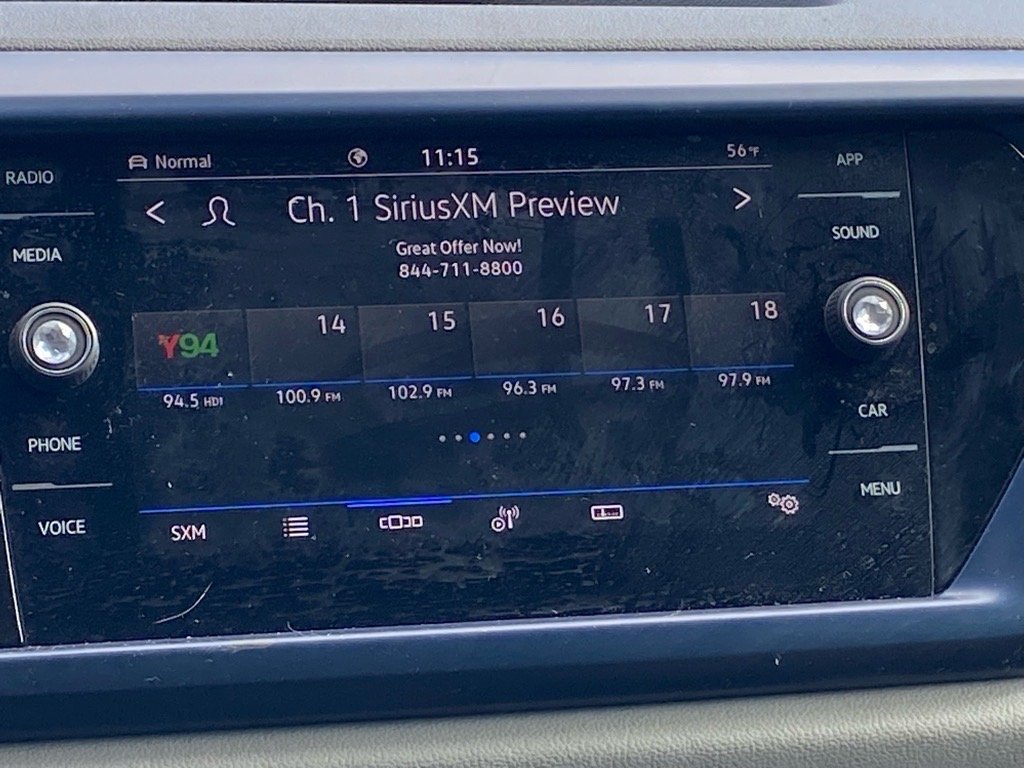 RADIO
MEDIA
PHONE
VOICE
Normal
11:15
56°F
< Ch. 1 SiriusXM Preview >
Great Offer Now!
844-711-8800
Y94 14 15 16 17 18
94.5 HD1 100.9 FM 102.9 FM 96.3 FM 97.3 FM 97.9 FM
SXM
APP
SOUND
CAR
MENU